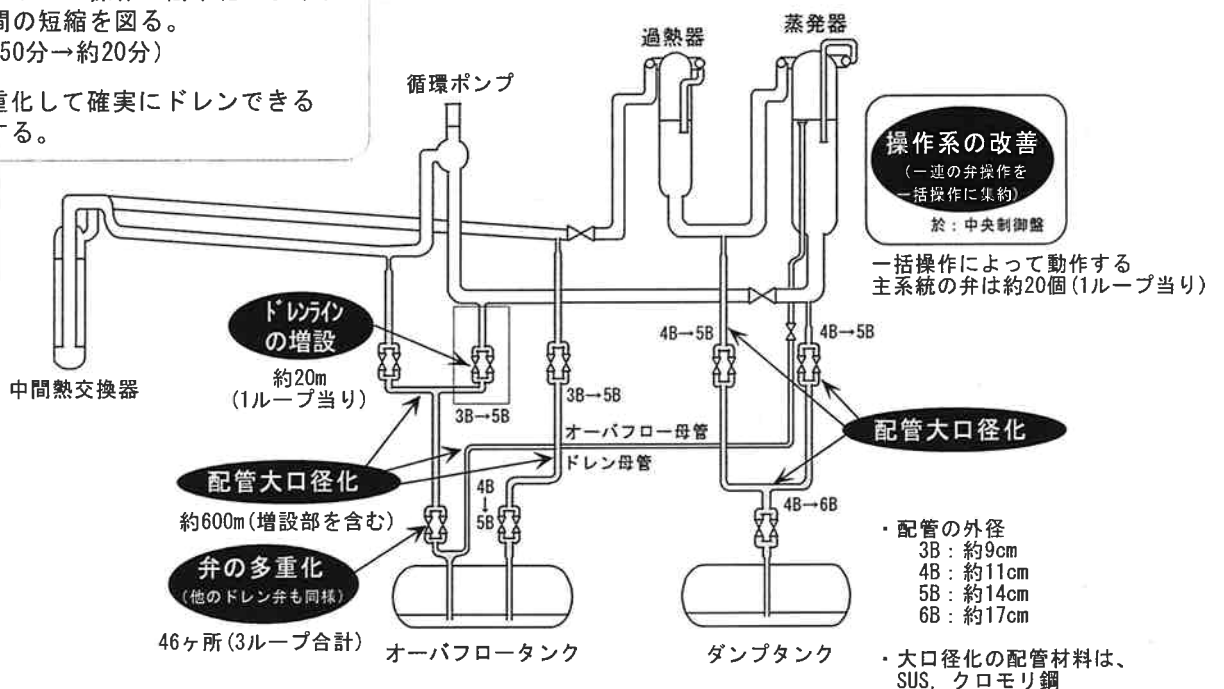 間の短縮を図る。
50分→約20分)
重化して確実にドレンできる
する。
過熱器
蒸発器
循環ポンプ
操作系の改善
(一連の弁操作を
一括操作に集約)
於：中央制御盤
一括操作によって動作する
主系統の弁は約20個(1ループ当り)
ﾄﾞﾚﾝﾗｲﾝ
の増設
約20m
(1ループ当り)
中間熱交換器
3B→5B
3B→5B
4B→5B
4B→5B
オーバフロー母管
ドレン母管
配管大口径化
配管大口径化
約600m(増設部を含む)
4B
↓
5B
4B→6B
弁の多重化
(他のドレン弁も同様)
46ヶ所(3ループ合計)
オーバフロータンク
ダンプタンク
・配管の外径
3B：約9cm
4B：約11cm
5B：約14cm
6B：約17cm
・大口径化の配管材料は、
SUS, クロモリ鋼